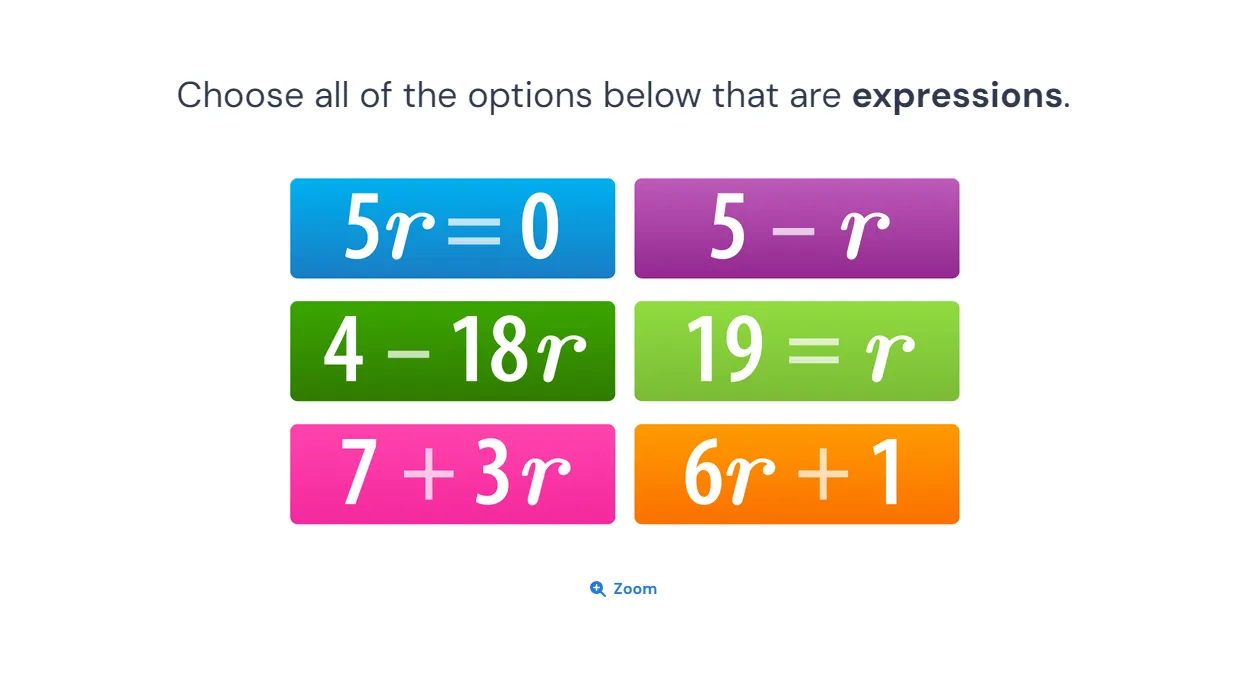 Choose all of the options below that are expressions.
5r = 0
5 – r
4 – 18r
19 = r
7 + 3r
6r + 1
Zoom